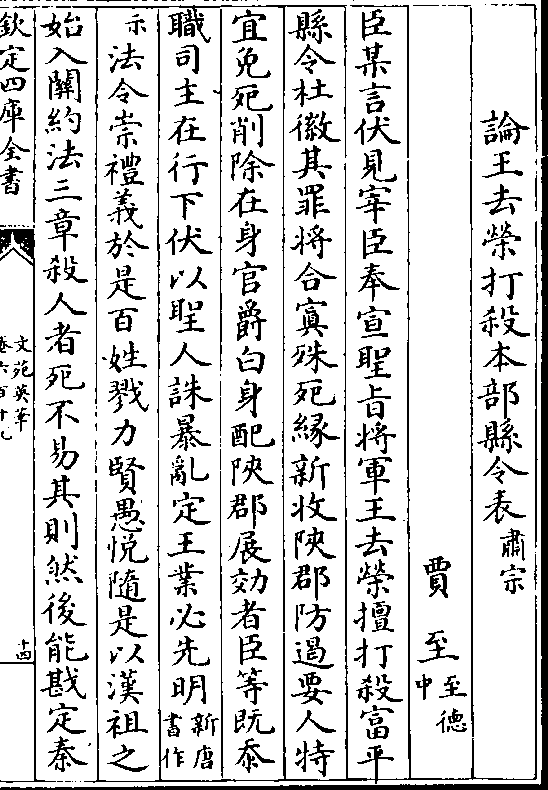 論王去榮打殺本部縣令表 肅宗
賈至 至德中
臣某言伏見宰臣奉宣聖旨將軍王去榮擅打殺富平
縣令杜徽其罪將合寘殊死緣新收陜郡防遏要人特
宜免死削除在身官爵白身配陜郡展効者臣等既忝
職司主在行下伏以聖人誅暴亂定王業必先明新唐書作
示法令崇禮義於是百姓戮力賢愚悦隨是以漢祖之
始入關約法三章殺人者死不易其則然後能戡定秦
欽定四庫全書
文苑英華
卷六百十九
十四